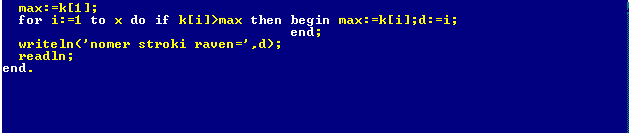 max:=k[1];
for i:=1 to x do if k[i]>max then begin max:=k[i];d:=i;
end;
writeln('nomer stroki raven=',d);
readln;
end.